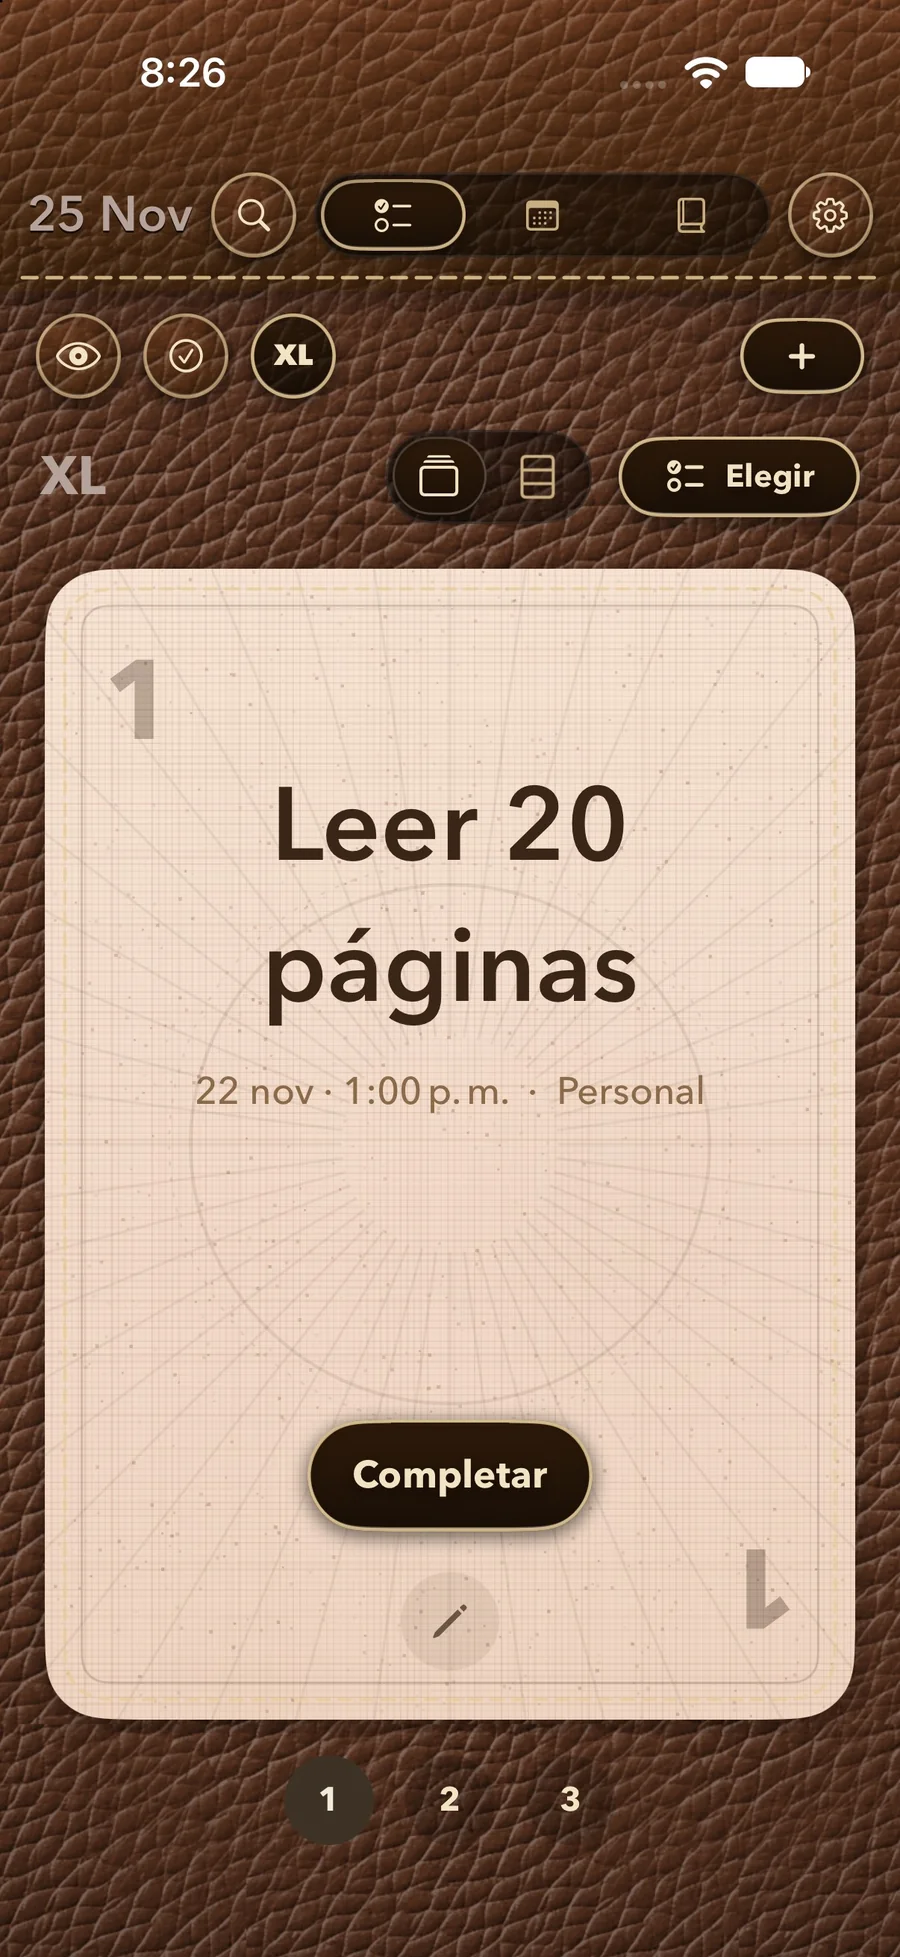 8:26
25 Nov
XL
XL
Elegir
1
Leer 20
páginas
22 nov · 1:00 p. m. · Personal
Completar
1
1 2 3